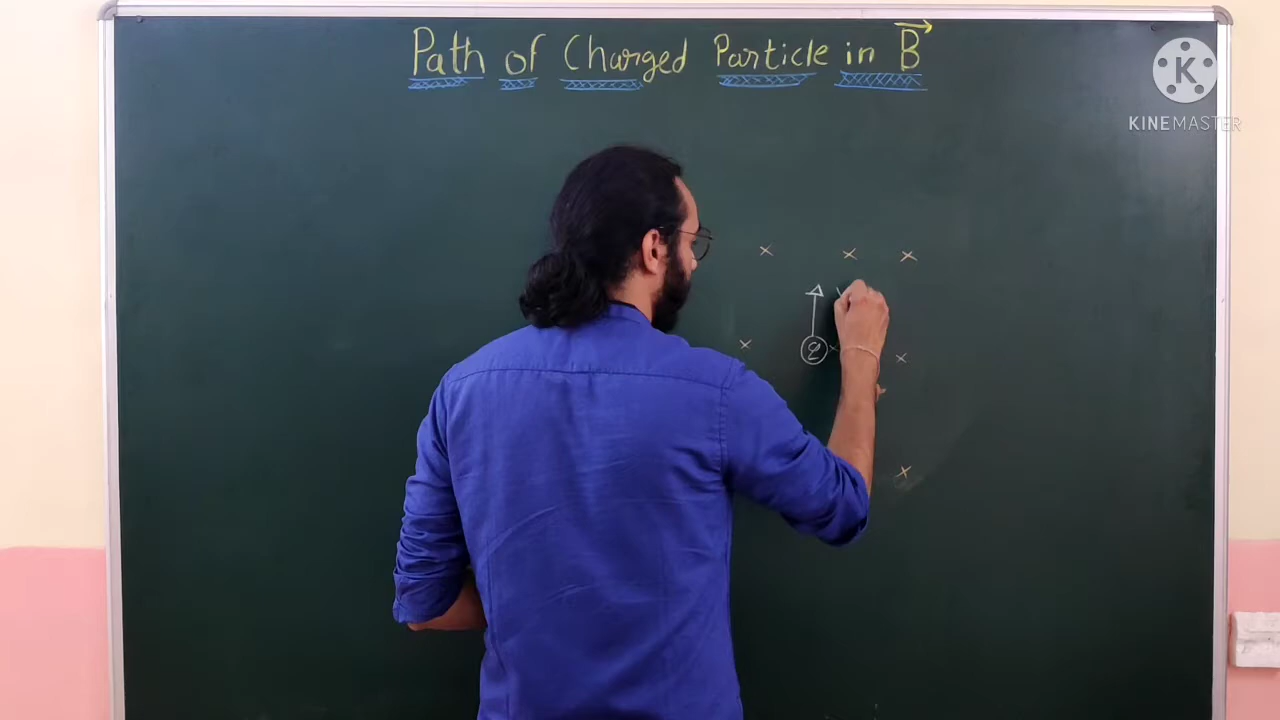 Path of Charged Particle in B
K
KINEMASTER
× × ×
× q × ×
×